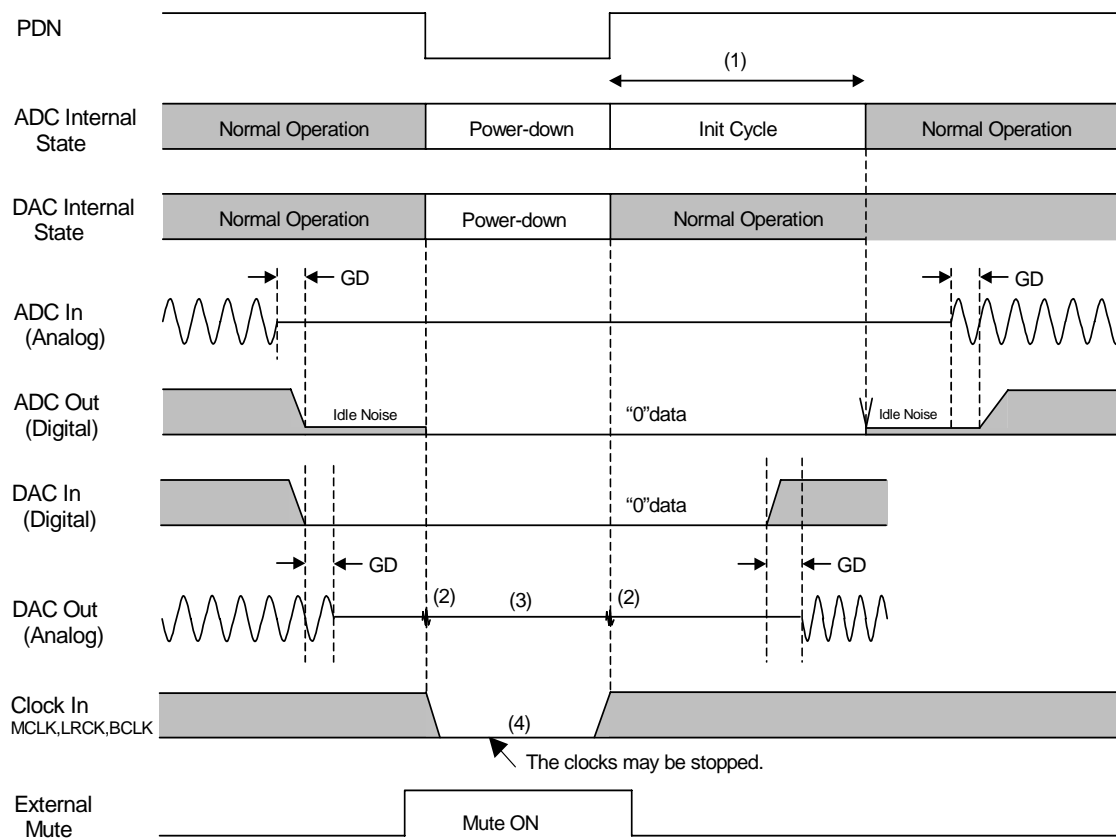 PDN
(1)
ADC Internal
State
Normal Operation
Power-down
Init Cycle
Normal Operation
DAC Internal
State
Normal Operation
Power-down
Normal Operation
GD
GD
ADC In
(Analog)
ADC Out
(Digital)
Idle Noise
“0”data
Idle Noise
DAC In
(Digital)
“0”data
GD
GD
DAC Out
(Analog)
(2)
(3)
(2)
Clock In
MCLK,LRCK,BCLK
(4)
The clocks may be stopped.
External
Mute
Mute ON